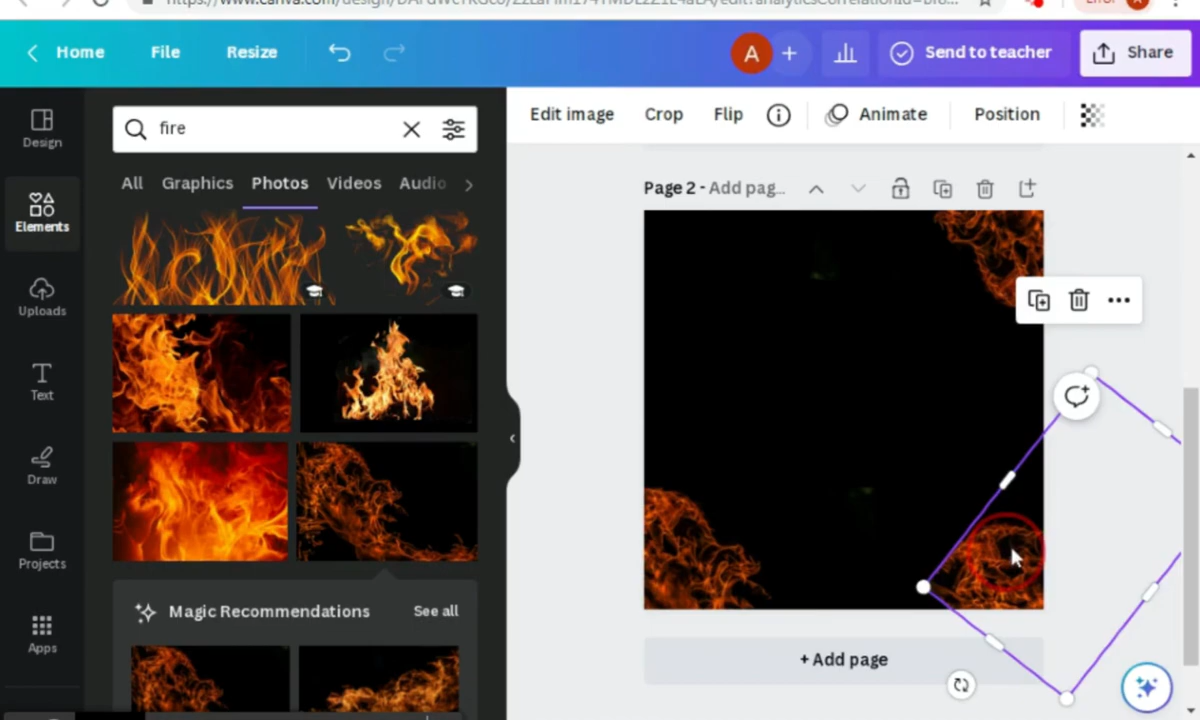 Home
File
Resize
A
+
Send to teacher
Share
Design
Elements
Uploads
Text
Draw
Projects
Apps
fire
All
Graphics
Photos
Videos
Audio
Magic Recommendations
See all
Edit image
Crop
Flip
Animate
Position
Page 2 - Add pag...
+ Add page